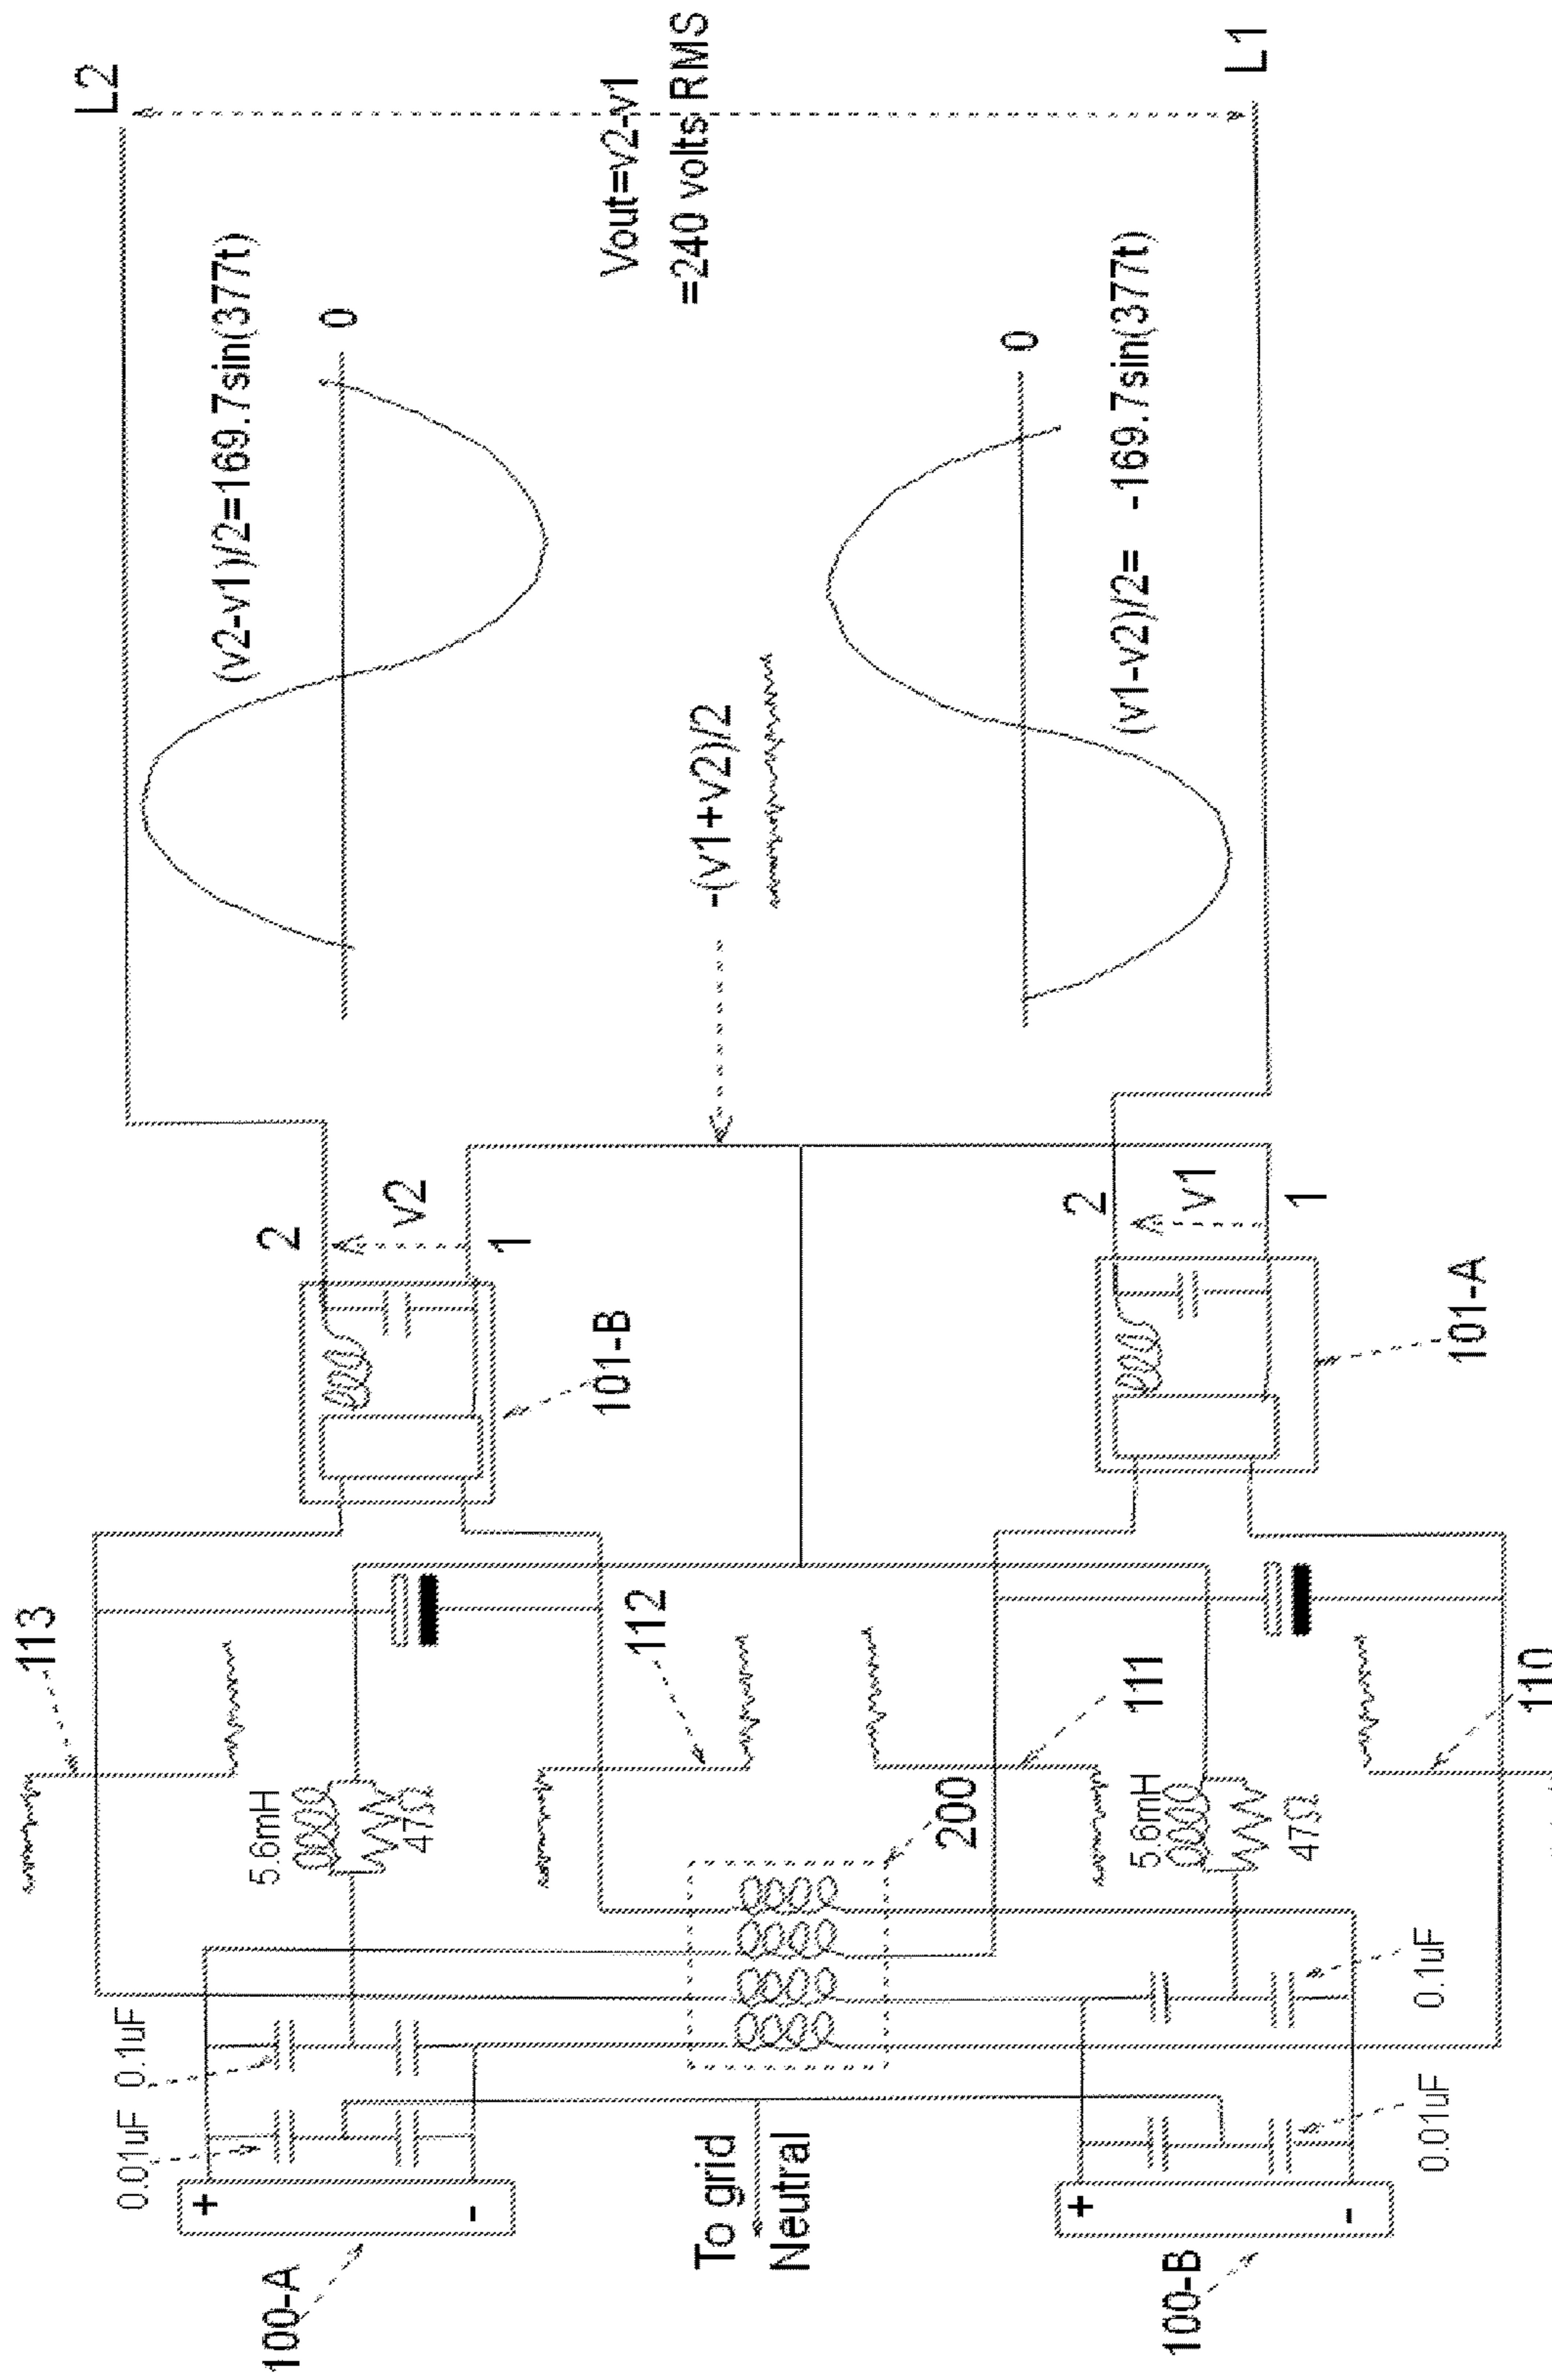 L2
(v2-v1)/2=169.7sin(377t)
0
Vout=v2-v1
=240 volts RMS
-(v1+v2)/2
0
(v1-v2)/2= -169.7sin(377t)
L1
2
v2
1
101-B
2
v1
1
101-A
113
112
111
110
5.6mH
47Ω
200
5.6mH
47Ω
0.1uF
0.01uF
0.1uF
0.01uF
+
-
To grid
Neutral
+
-
100-A
100-B